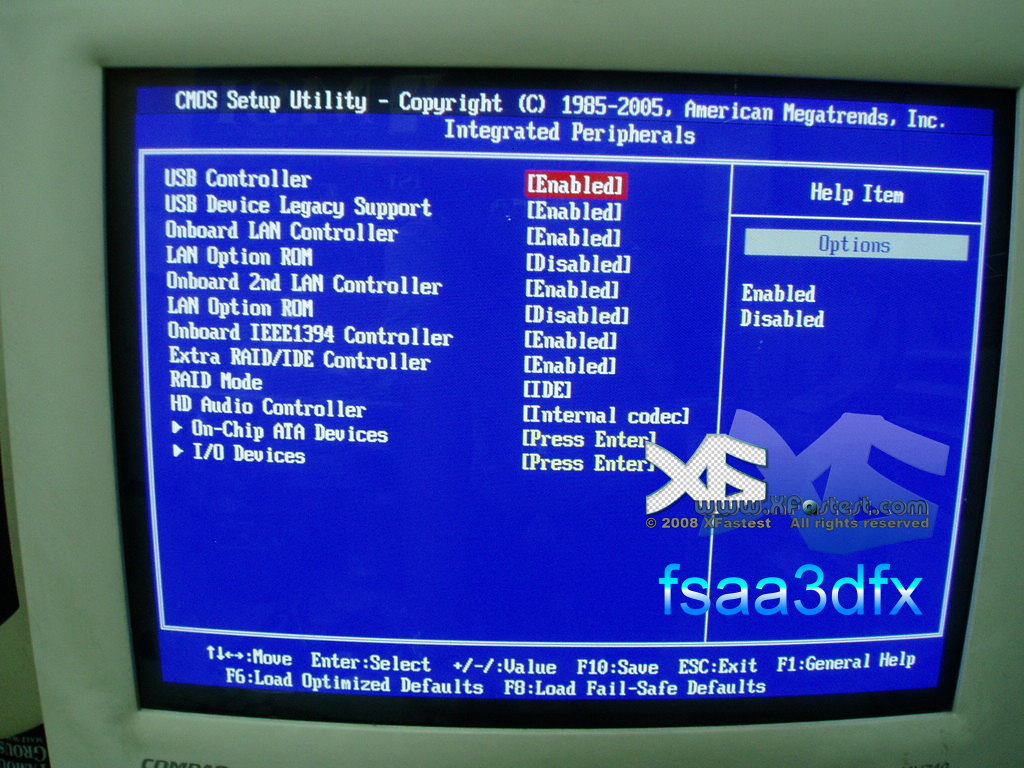 CMOS Setup Utility - Copyright (C) 1985-2005, American Megatrends, Inc.
Integrated Peripherals
USB Controller [Enabled]
USB Device Legacy Support [Enabled]
Onboard LAN Controller [Enabled]
LAN Option ROM [Disabled]
Onboard 2nd LAN Controller [Enabled]
LAN Option ROM [Disabled]
Onboard IEEE1394 Controller [Enabled]
Extra RAID/IDE Controller [Enabled]
RAID Mode [IDE]
HD Audio Controller [Internal codec]
▶ On-Chip ATA Devices [Press Enter]
▶ I/O Devices [Press Enter]
Help Item
Options
Enabled
Disabled
XF
www.XFastest.com
© 2008 XFastest All rights reserved
fsaa3dfx
↑↓←→:Move Enter:Select +/-/:Value F10:Save ESC:Exit F1:General Help
F6:Load Optimized Defaults F8:Load Fail-Safe Defaults